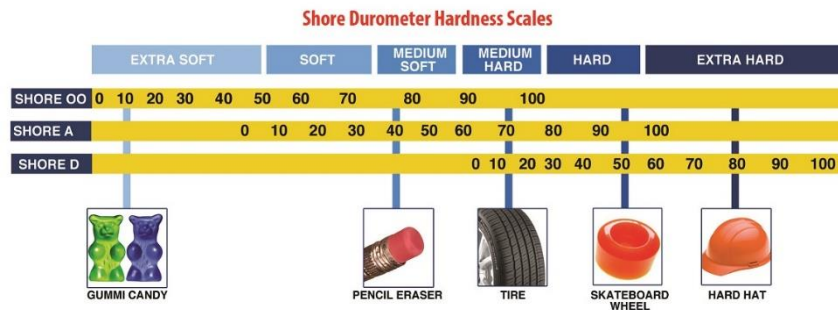 Shore Durometer Hardness Scales
EXTRA SOFT SOFT MEDIUM SOFT MEDIUM HARD HARD EXTRA HARD
SHORE OO 0 10 20 30 40 50 60 70 80 90 100
SHORE A 0 10 20 30 40 50 60 70 80 90 100
SHORE D 0 10 20 30 40 50 60 70 80 90 100
GUMMI CANDY PENCIL ERASER TIRE SKATEBOARD WHEEL HARD HAT